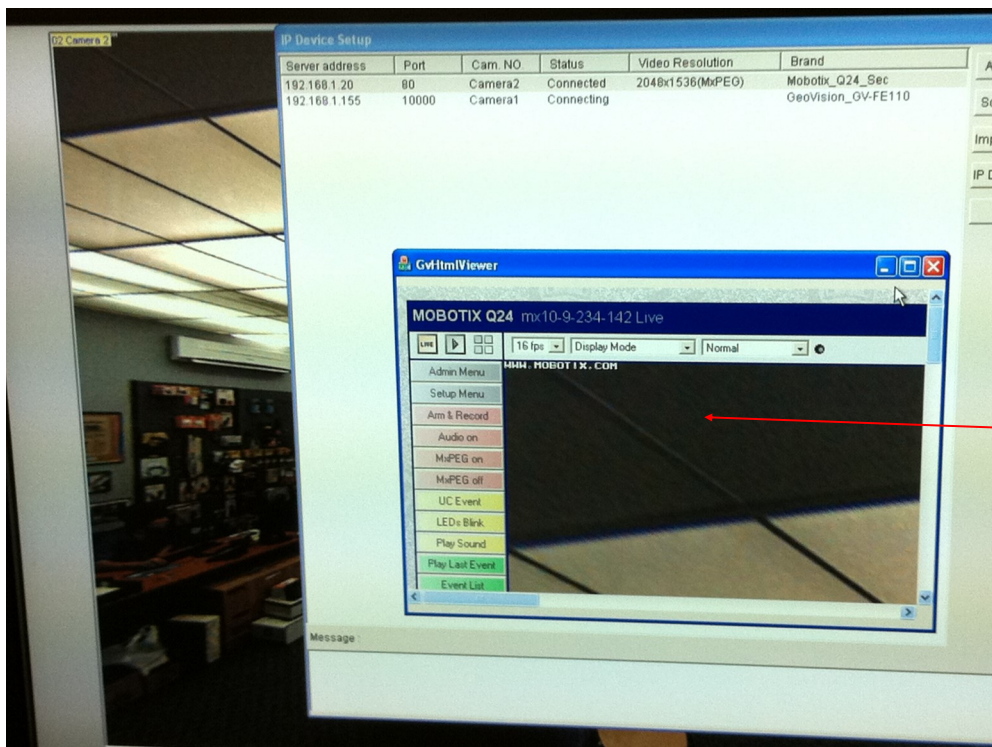 02 Camera 2
IP Device Setup
Server address Port Cam. NO. Status Video Resolution Brand
192.168.1.20 80 Camera2 Connected 2048x1536(MxPEG) Mobotix_Q24_Sec
192.168.1.155 10000 Camera1 Connecting GeoVision_GV-FE110
GvHtmlViewer
MOBOTIX Q24 mx10-9-234-142 Live
LIVE 16 fps Display Mode Normal
WWW.MOBOTIX.COM
Admin Menu
Setup Menu
Arm & Record
Audio on
MxPEG on
MxPEG off
UC Event
LEDs Blink
Play Sound
Play Last Event
Event List
Message :